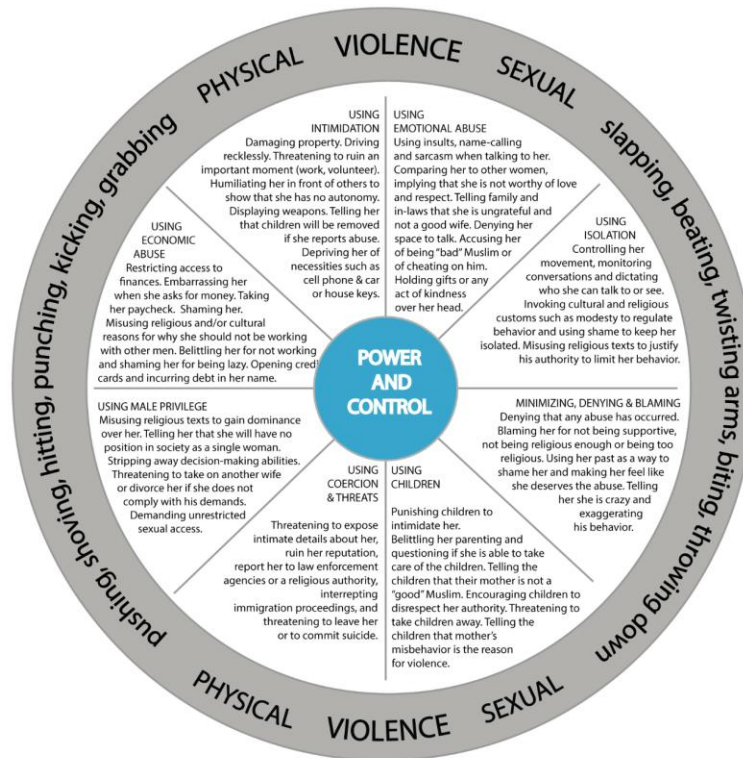 PHYSICAL VIOLENCE SEXUAL
pushing, shoving, hitting, punching, kicking, grabbing
slapping, beating, twisting arms, biting, throwing down
USING
INTIMIDATION
Damaging property. Driving
recklessly. Threatening to ruin an
important moment (work, volunteer).
Humiliating her in front of others to
show that she has no autonomy.
Displaying weapons. Telling her
that children will be removed
if she reports abuse.
Depriving her of
necessities such as
cell phone & car
or house keys.
USING
EMOTIONAL ABUSE
Using insults, name-calling
and sarcasm when talking to her.
Comparing her to other women,
implying that she is not worthy of love
and respect. Telling family and
in-laws that she is ungrateful and
not a good wife. Denying her
space to talk. Accusing her
of being "bad" Muslim or
of cheating on him.
Holding gifts or any
act of kindness
over her head.
USING
ECONOMIC
ABUSE
Restricting access to
finances. Embarrassing her
when she asks for money. Taking
her paycheck. Shaming her.
Misusing religious and/or cultural
reasons for why she should not be working
with other men. Belittling her for not working
and shaming her for being lazy. Opening cred
cards and incurring debt in her name.
USING
ISOLATION
Controlling her
movement, monitoring
conversations and dictating
who she can talk to or see.
Invoking cultural and religious
customs such as modesty to regulate
behavior and using shame to keep her
isolated. Misusing religious texts to justify
his authority to limit her behavior.
POWER
AND
CONTROL
USING MALE PRIVILEGE
Misusing religious texts to gain dominance
over her. Telling her that she will have no
position in society as a single woman.
Stripping away decision-making abilities.
Threatening to take on another wife
or divorce her if she does not
comply with his demands.
Demanding unrestricted
sexual access.
MINIMIZING, DENYING & BLAMING
Denying that any abuse has occurred.
Blaming her for not being supportive,
not being religious enough or being too
religious. Using her past as a way to
shame her and making her feel like
she deserves the abuse. Telling
her she is crazy and
exaggerating
his behavior.
USING
COERCION
& THREATS
Threatening to expose
intimate details about her,
ruin her reputation,
report her to law enforcement
agencies or a religious authority,
interrepting
immigration proceedings, and
threatening to leave her
or to commit suicide.
USING
CHILDREN
Punishing children to
intimidate her.
Belittling her parenting and
questioning if she is able to take
care of the children. Telling the
children that their mother is not a
"good" Muslim. Encouraging children to
disrespect her authority. Threatening to
take children away. Telling the
children that mother's
misbehavior is the reason
for violence.
PHYSICAL VIOLENCE SEXUAL